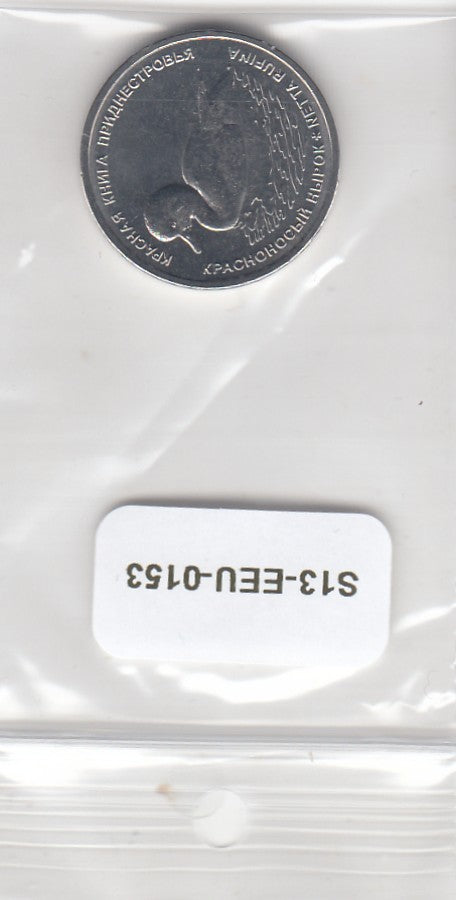 КРАСНАЯ КНИГА ПРИДНЕСТРОВЬЯ
КРАСНОНОСЫЙ НЫРОК * NETTA RUFINA
S13-EEU-0153